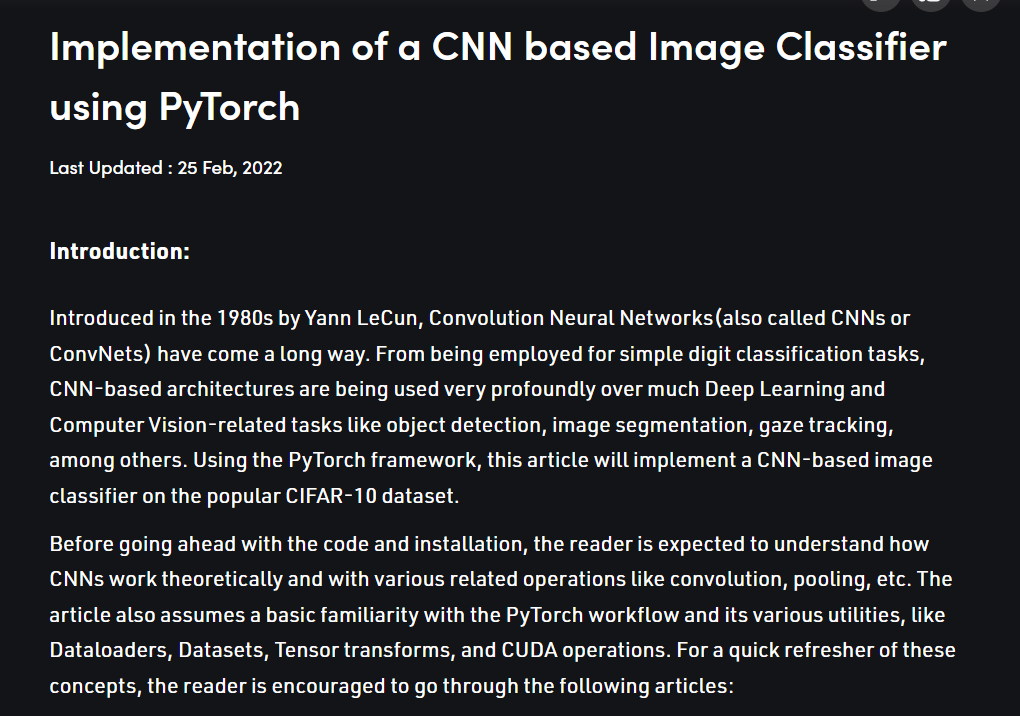 Implementation of a CNN based Image Classifier
using PyTorch
Last Updated : 25 Feb, 2022
Introduction:
Introduced in the 1980s by Yann LeCun, Convolution Neural Networks(also called CNNs or
ConvNets) have come a long way. From being employed for simple digit classification tasks,
CNN-based architectures are being used very profoundly over much Deep Learning and
Computer Vision-related tasks like object detection, image segmentation, gaze tracking,
among others. Using the PyTorch framework, this article will implement a CNN-based image
classifier on the popular CIFAR-10 dataset.
Before going ahead with the code and installation, the reader is expected to understand how
CNNs work theoretically and with various related operations like convolution, pooling, etc. The
article also assumes a basic familiarity with the PyTorch workflow and its various utilities, like
Dataloaders, Datasets, Tensor transforms, and CUDA operations. For a quick refresher of these
concepts, the reader is encouraged to go through the following articles: